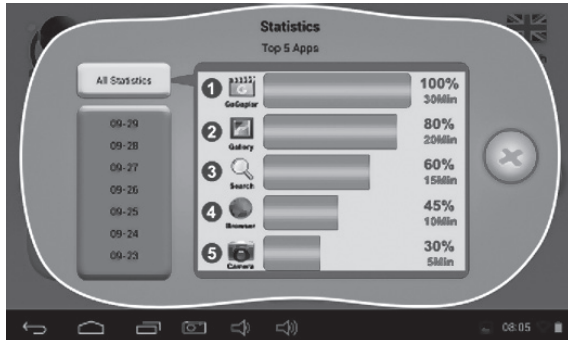 Statistics
Top 5 Apps
All Statistics
09-29
09-28
09-27
09-26
09-25
09-24
09-23
1
100%
30Min
2
Gallery
80%
20Min
3
Search
60%
15Min
4
Browser
45%
10Min
5
Camera
30%
5Min
08:05